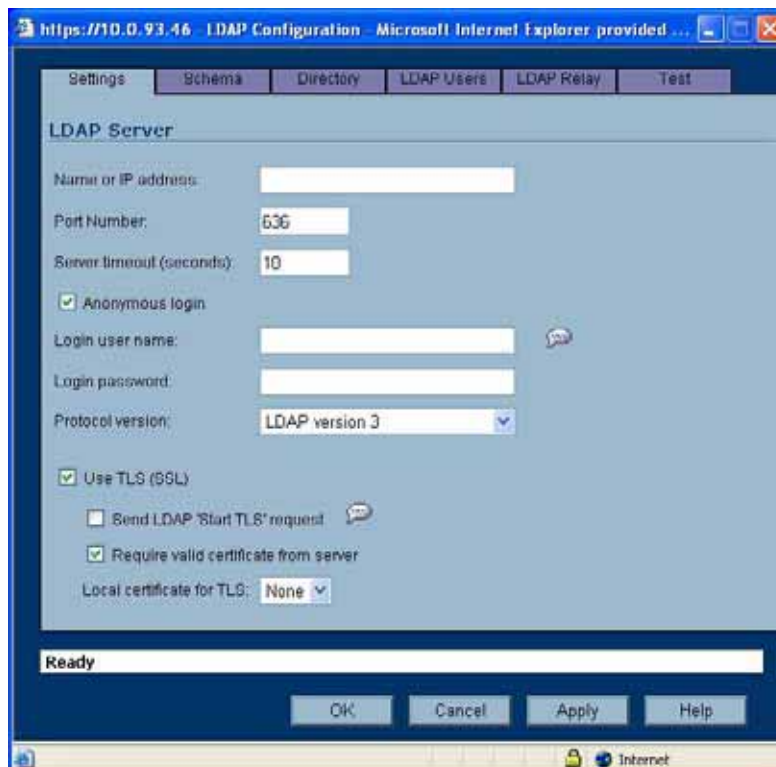 https://10.0.93.46 - LDAP Configuration - Microsoft Internet Explorer provided ...
Settings Schema Directory LDAP Users LDAP Relay Test
LDAP Server
Name or IP address:
Port Number: 636
Server timeout (seconds): 10
Anonymous login
Login user name:
Login password:
Protocol version: LDAP version 3
Use TLS (SSL)
Send LDAP 'Start TLS' request
Require valid certificate from server
Local certificate for TLS: None
Ready
OK Cancel Apply Help
Internet